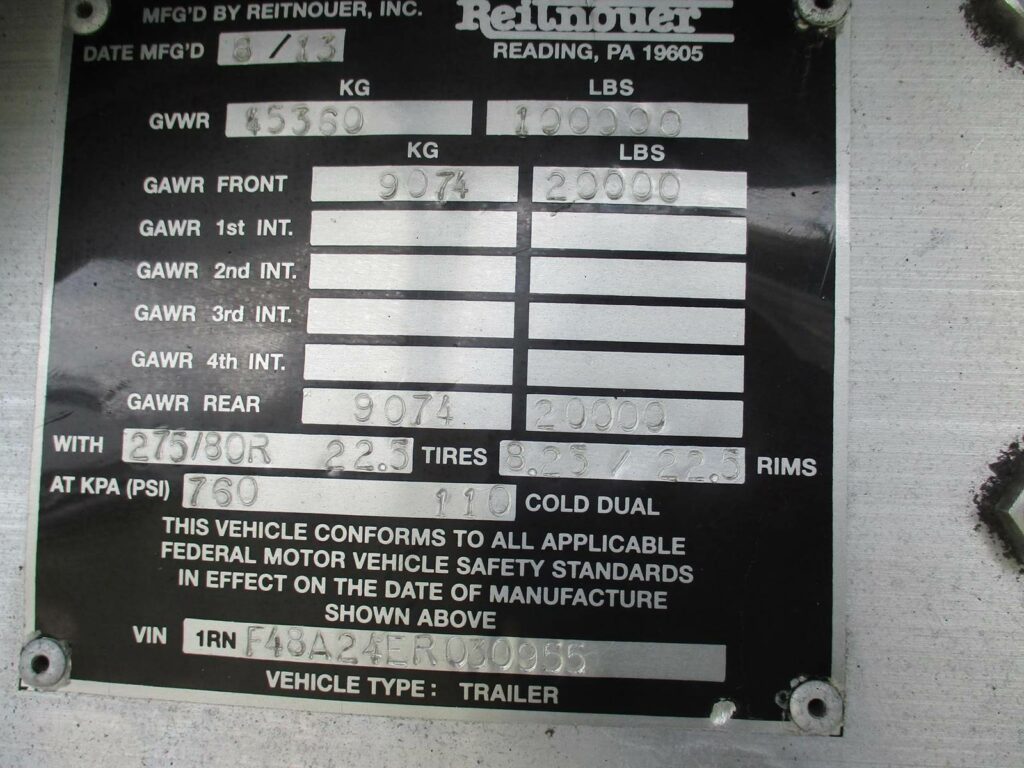 MFG'D BY REITNOUER, INC. Reitnouer
DATE MFG'D 8/13 READING, PA 19605
KG LBS
GVWR 45360 100000
KG LBS
GAWR FRONT 9074 20000
GAWR 1st INT.
GAWR 2nd INT.
GAWR 3rd INT.
GAWR 4th INT.
GAWR REAR 9074 20000
WITH 275/80R 22.5 TIRES 8.25 / 22.5 RIMS
AT KPA (PSI) 760 110 COLD DUAL
THIS VEHICLE CONFORMS TO ALL APPLICABLE
FEDERAL MOTOR VEHICLE SAFETY STANDARDS
IN EFFECT ON THE DATE OF MANUFACTURE
SHOWN ABOVE
VIN 1RNF48A24ER030955
VEHICLE TYPE: TRAILER